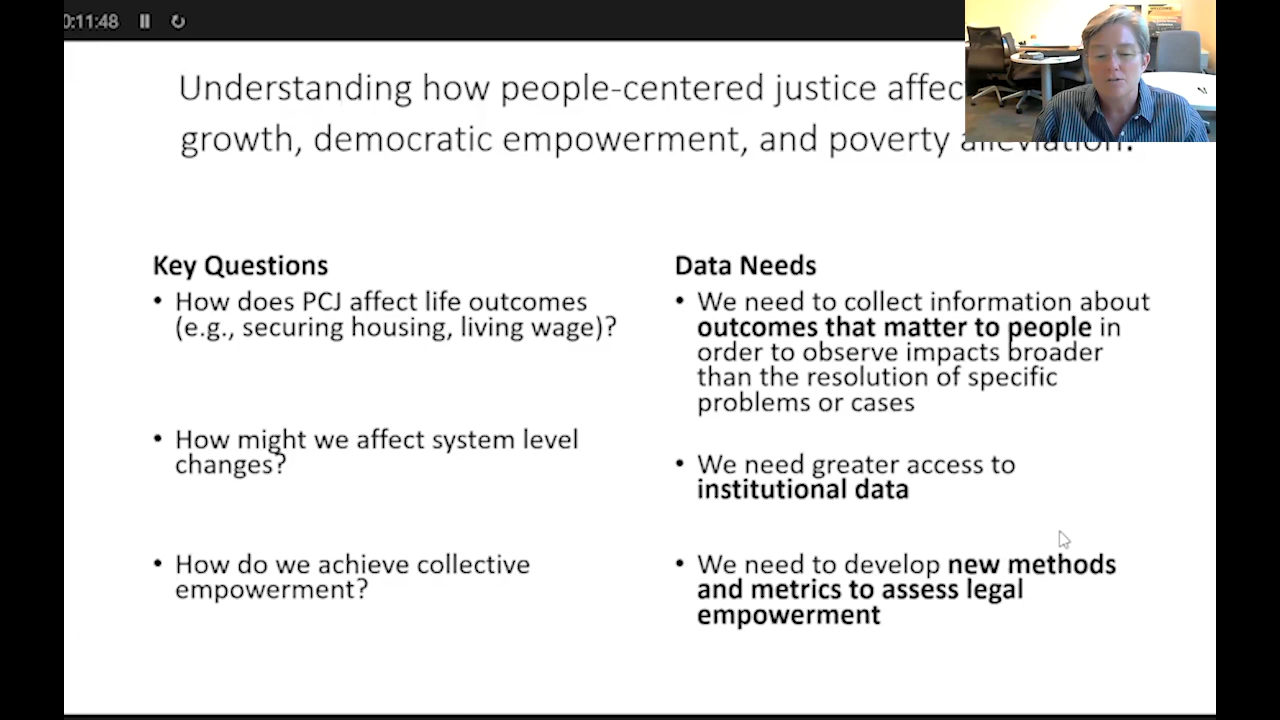 0:11:48
Understanding how people-centered justice affec
growth, democratic empowerment, and poverty alleviation.
Key Questions
• How does PCJ affect life outcomes
(e.g., securing housing, living wage)?
• How might we affect system level
changes?
• How do we achieve collective
empowerment?
Data Needs
• We need to collect information about
outcomes that matter to people in
order to observe impacts broader
than the resolution of specific
problems or cases
• We need greater access to
institutional data
• We need to develop new methods
and metrics to assess legal
empowerment